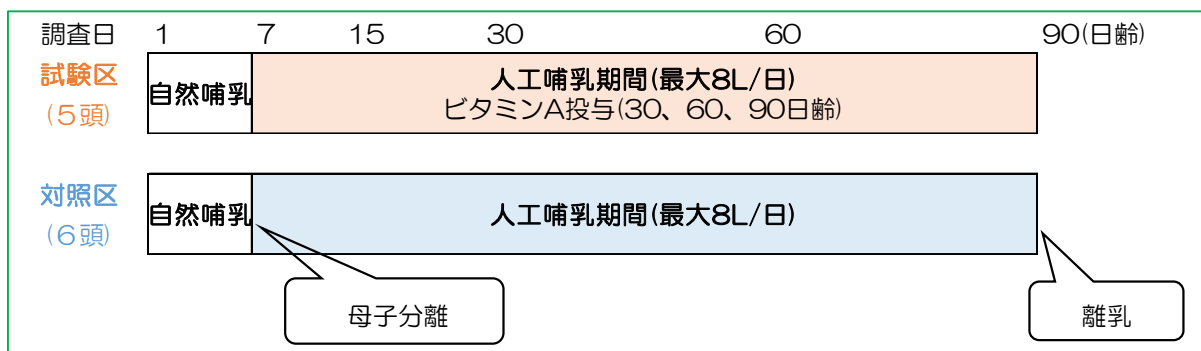 調査日 1 7 15 30 60 90(日齢)
試験区
(5頭)
自然哺乳
人工哺乳期間(最大8L/日)
ビタミンA投与(30、60、90日齢)
対照区
(6頭)
自然哺乳
人工哺乳期間(最大8L/日)
母子分離
離乳